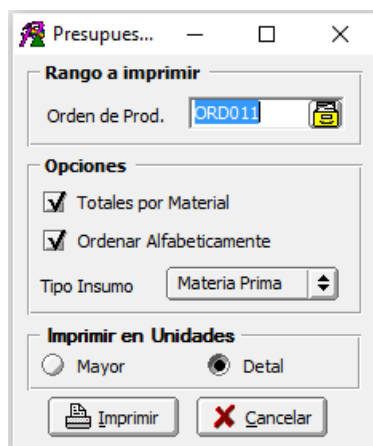 Presupues...
Rango a imprimir
Orden de Prod. ORD011
Opciones
Totales por Material
Ordenar Alfabeticamente
Tipo Insumo Materia Prima
Imprimir en Unidades
Mayor Detal
Imprimir Cancelar